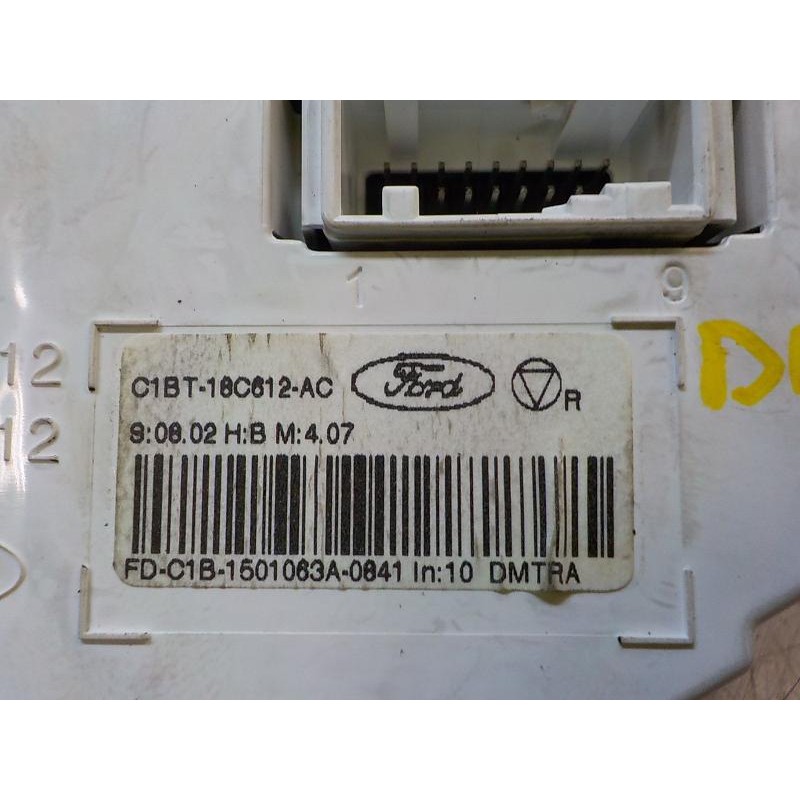 1 9
12
12
C1BT-18C612-AC Ford R
S:08.02 H:B M:4.07
FD-C1B-1501063A-0841 In:10 DMTRA